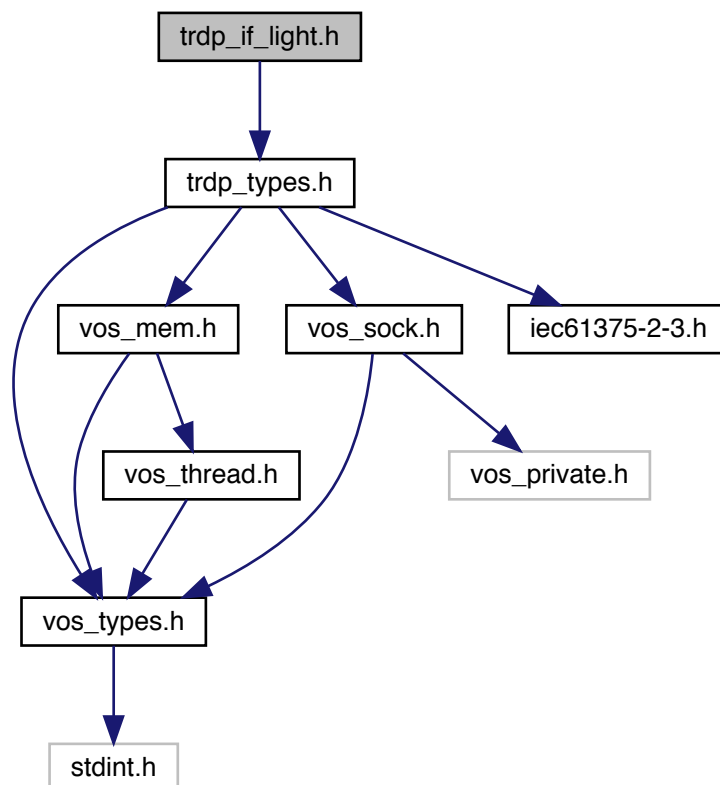 trdp_if_light.h
trdp_types.h
vos_mem.h
vos_sock.h
iec61375-2-3.h
vos_thread.h
vos_private.h
vos_types.h
stdint.h